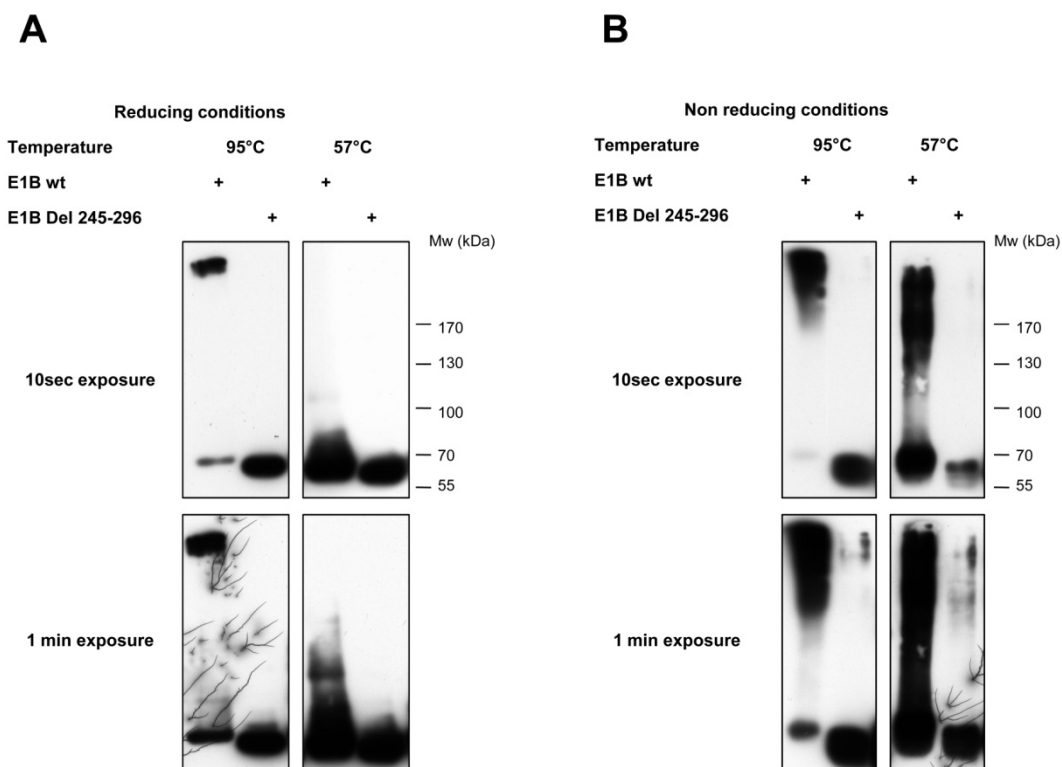 A
Reducing conditions
Temperature 95°C 57°C
E1B wt + +
E1B Del 245-296 + +
Mw (kDa)
170
130
100
70
55
10sec exposure
1 min exposure
B
Non reducing conditions
Temperature 95°C 57°C
E1B wt + +
E1B Del 245-296 + +
Mw (kDa)
170
130
100
70
55
10sec exposure
1 min exposure